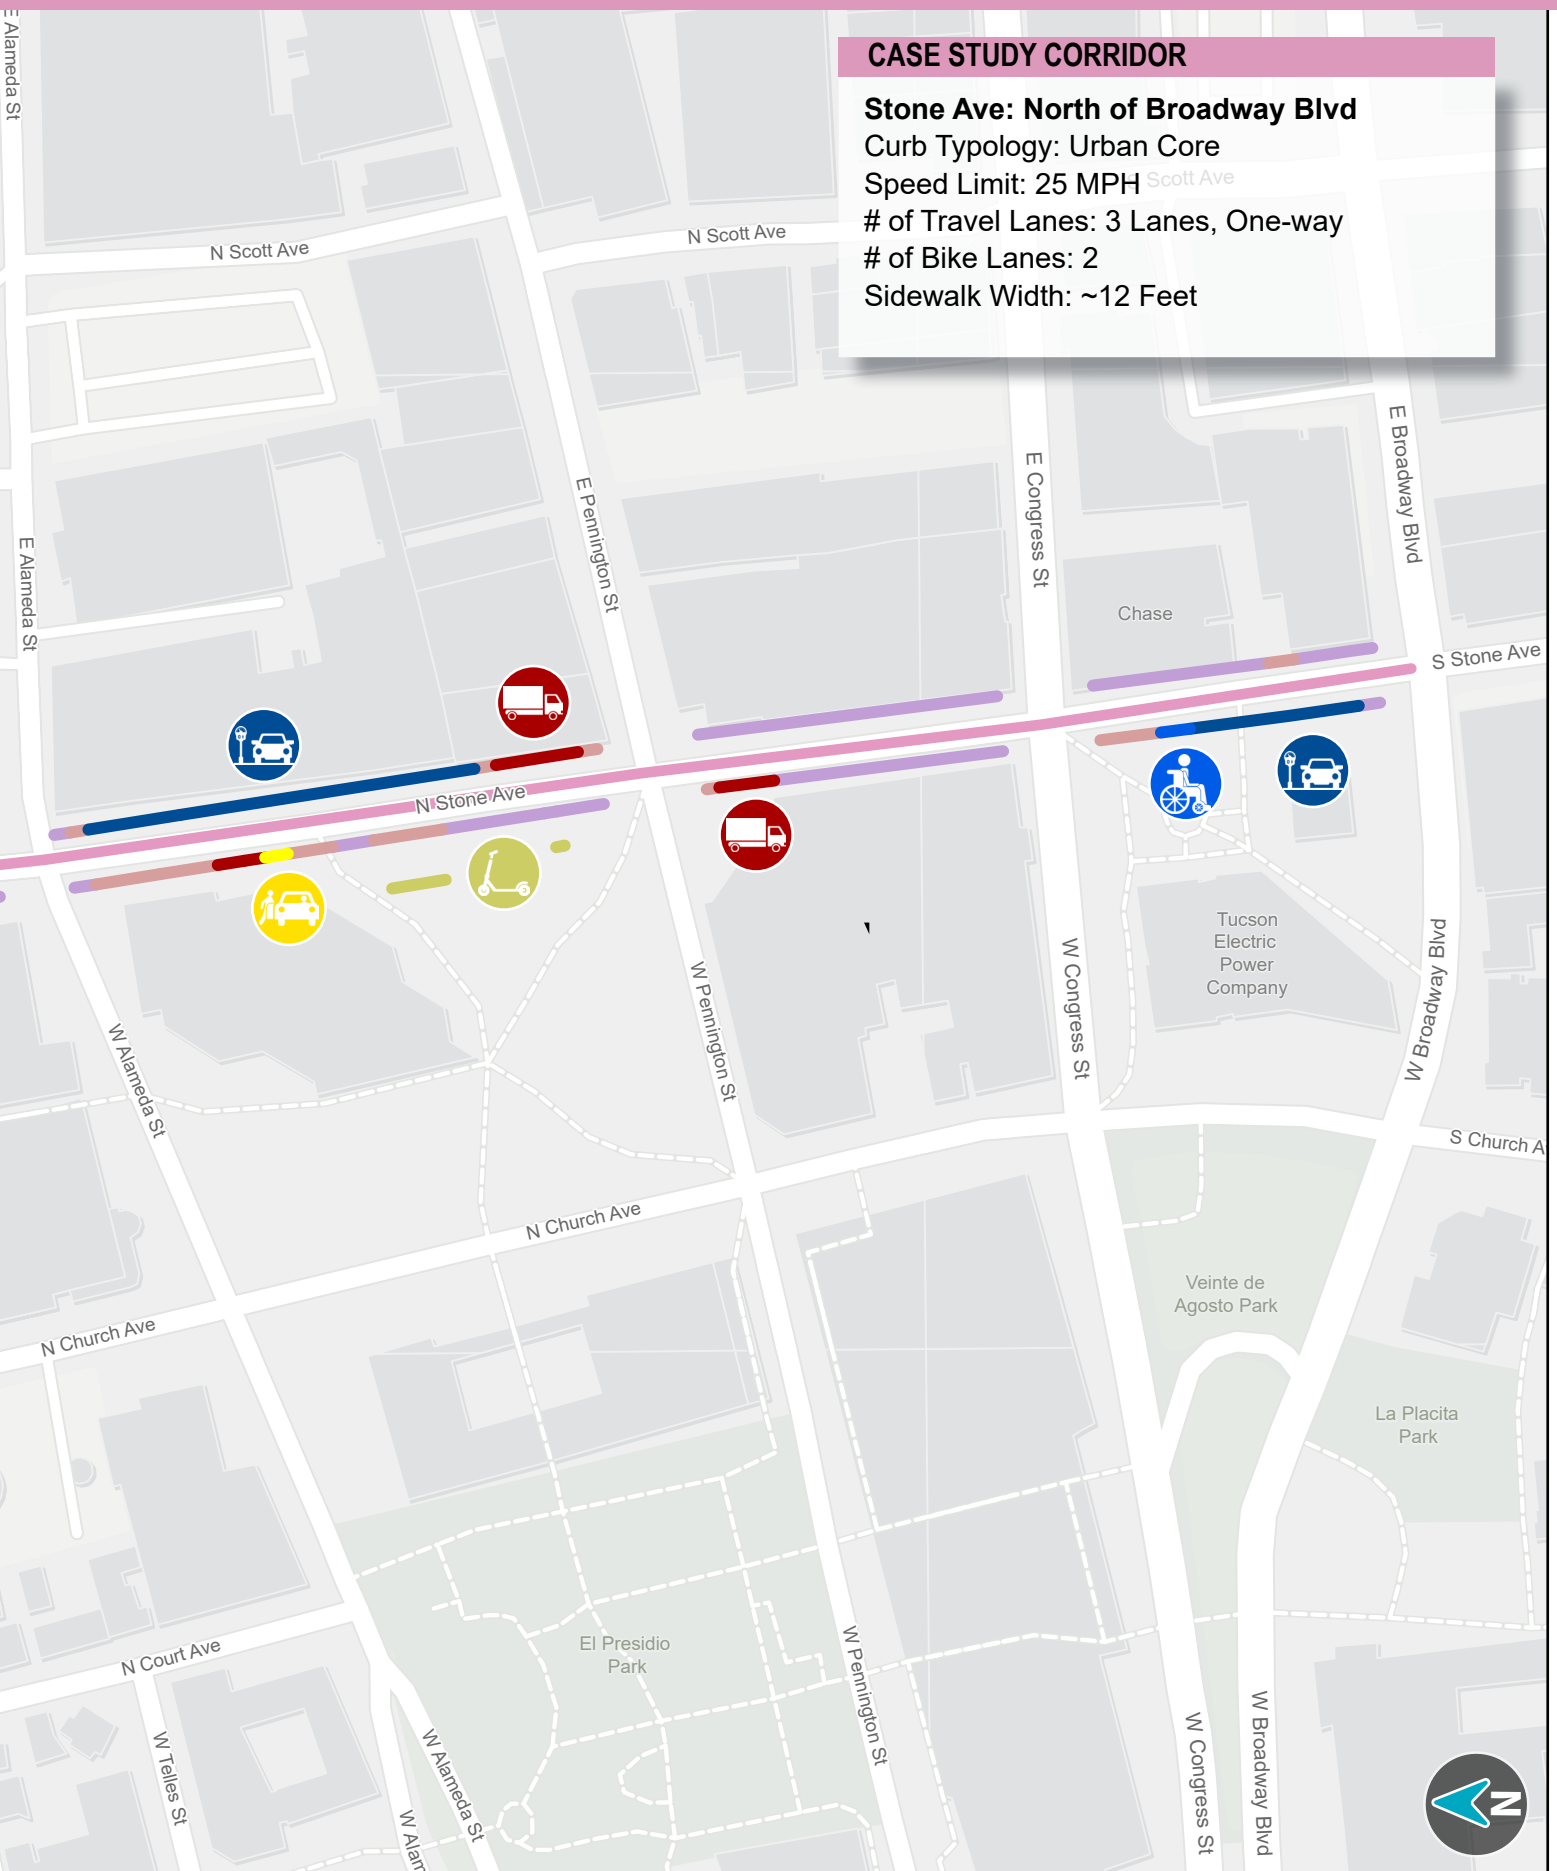 CASE STUDY CORRIDOR
Stone Ave: North of Broadway Blvd
Curb Typology: Urban Core
Speed Limit: 25 MPH
# of Travel Lanes: 3 Lanes, One-way
# of Bike Lanes: 2
Sidewalk Width: ~12 Feet
E Alameda St
Scott Ave
N Scott Ave
N Scott Ave
E Broadway Blvd
E Congress St
E Pennington St
E Alameda St
Chase
S Stone Ave
N Stone Ave
Tucson
Electric
Power
Company
W Broadway Blvd
W Congress St
W Pennington St
W Alameda St
S Church A
N Church Ave
Veinte de
Agosto Park
N Church Ave
La Placita
Park
El Presidio
Park
N Court Ave
W Pennington St
W Telles St
W Alameda St
W Alam
W Congress St
W Broadway Blvd
N